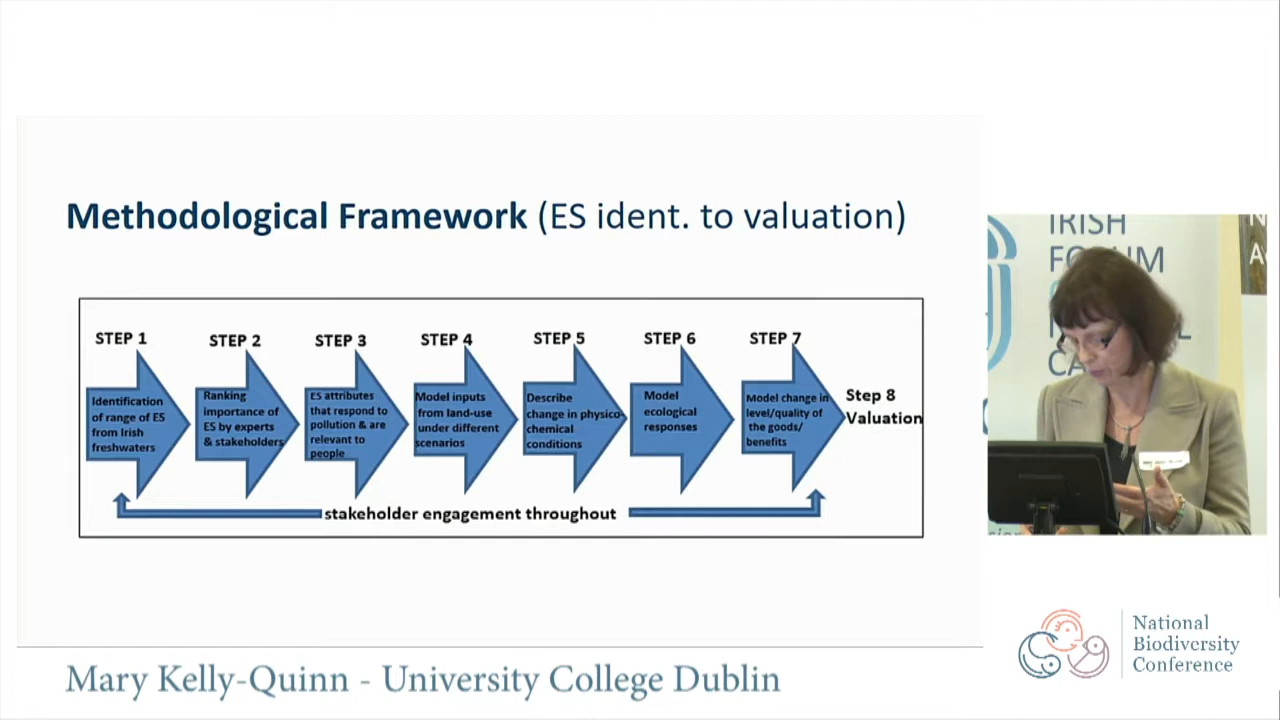 Methodological Framework (ES ident. to valuation)
STEP 1
Identification
of range of ES
from Irish
freshwaters
STEP 2
Ranking
importance of
ES by experts
& stakeholders
STEP 3
ES attributes
that respond to
pollution & are
relevant to
people
STEP 4
Model inputs
from land-use
under different
scenarios
STEP 5
Describe
change in physico-
chemical
conditions
STEP 6
Model
ecological
responses
STEP 7
Model change in
level/quality of
the goods/
benefits
Step 8
Valuation
stakeholder engagement throughout
IRISH
National
Biodiversity
Conference
Mary Kelly-Quinn - University College Dublin